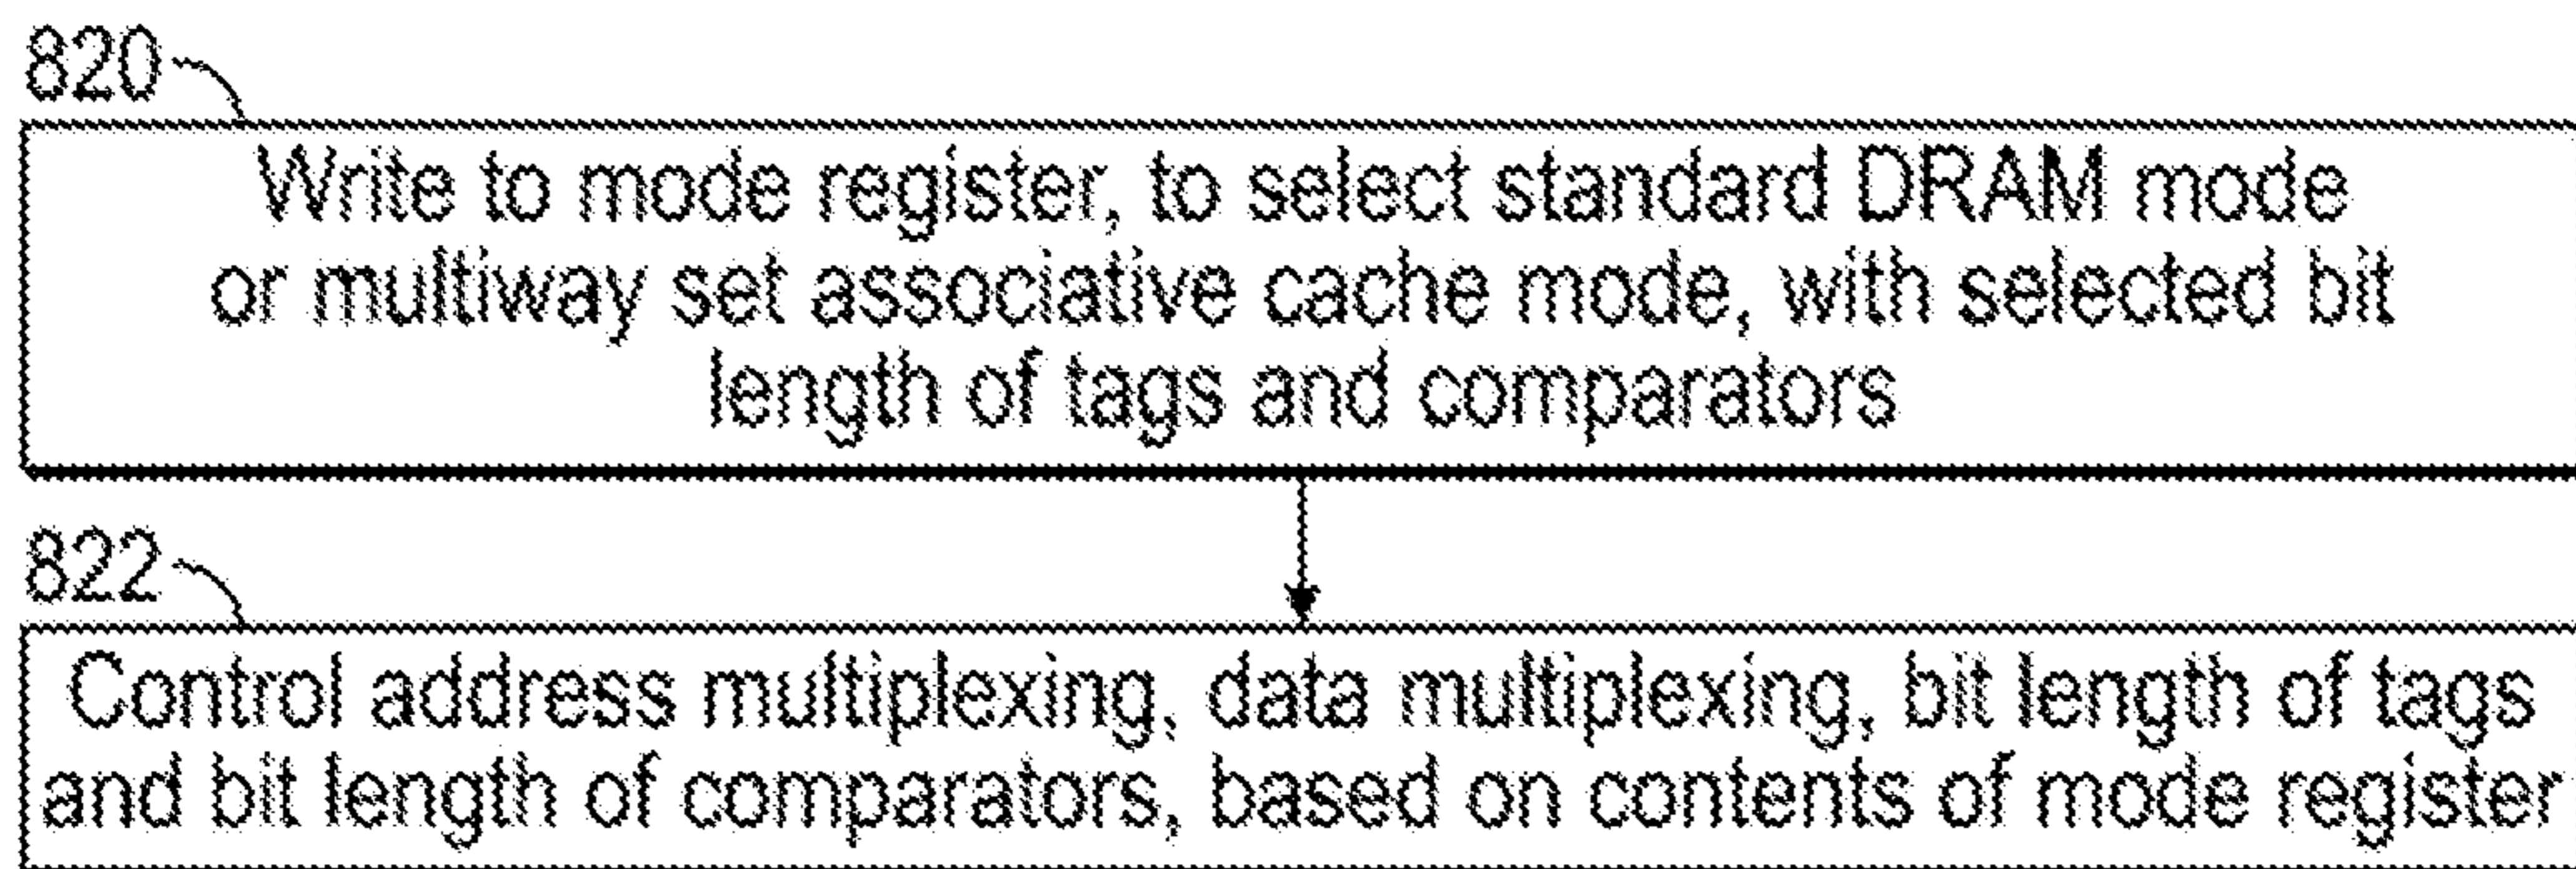 820
Write to mode register, to select standard DRAM mode
or multiway set associative cache mode, with selected bit
length of tags and comparators
822
Control address multiplexing, data multiplexing, bit length of tags
and bit length of comparators, based on contents of mode register